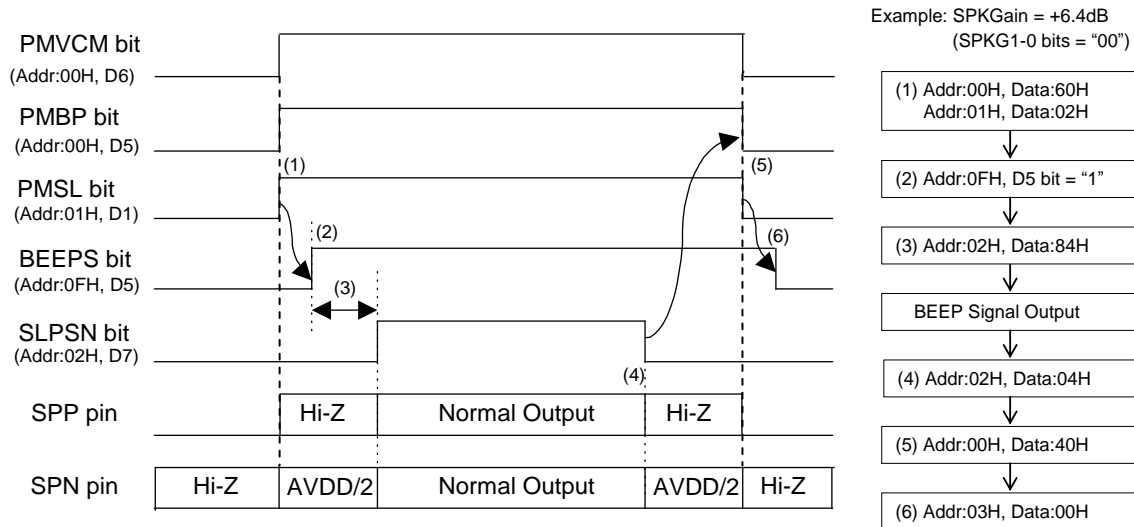 PMVCM bit
(Addr:00H, D6)
PMBP bit
(Addr:00H, D5)
PMSL bit
(Addr:01H, D1)
BEEPS bit
(Addr:0FH, D5)
SLPSN bit
(Addr:02H, D7)
SPP pin
SPN pin
(1)
(2)
(3)
(4)
(5)
(6)
Hi-Z
Normal Output
Hi-Z
Hi-Z
AVDD/2
Normal Output
AVDD/2
Hi-Z
Example: SPKGain = +6.4dB
(SPKG1-0 bits = “00”)
(1) Addr:00H, Data:60H
Addr:01H, Data:02H
(2) Addr:0FH, D5 bit = “1”
(3) Addr:02H, Data:84H
BEEP Signal Output
(4) Addr:02H, Data:04H
(5) Addr:00H, Data:40H
(6) Addr:03H, Data:00H